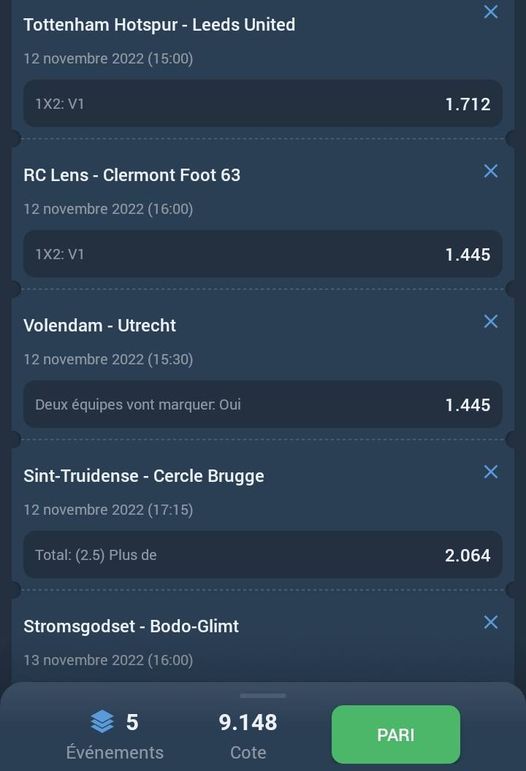 Tottenham Hotspur - Leeds United
12 novembre 2022 (15:00)
1X2: V1 1.712
RC Lens - Clermont Foot 63
12 novembre 2022 (16:00)
1X2: V1 1.445
Volendam - Utrecht
12 novembre 2022 (15:30)
Deux équipes vont marquer: Oui 1.445
Sint-Truidense - Cercle Brugge
12 novembre 2022 (17:15)
Total: (2.5) Plus de 2.064
Stromsgodset - Bodo-Glimt
13 novembre 2022 (16:00)
5 9.148 PARI
Événements Cote